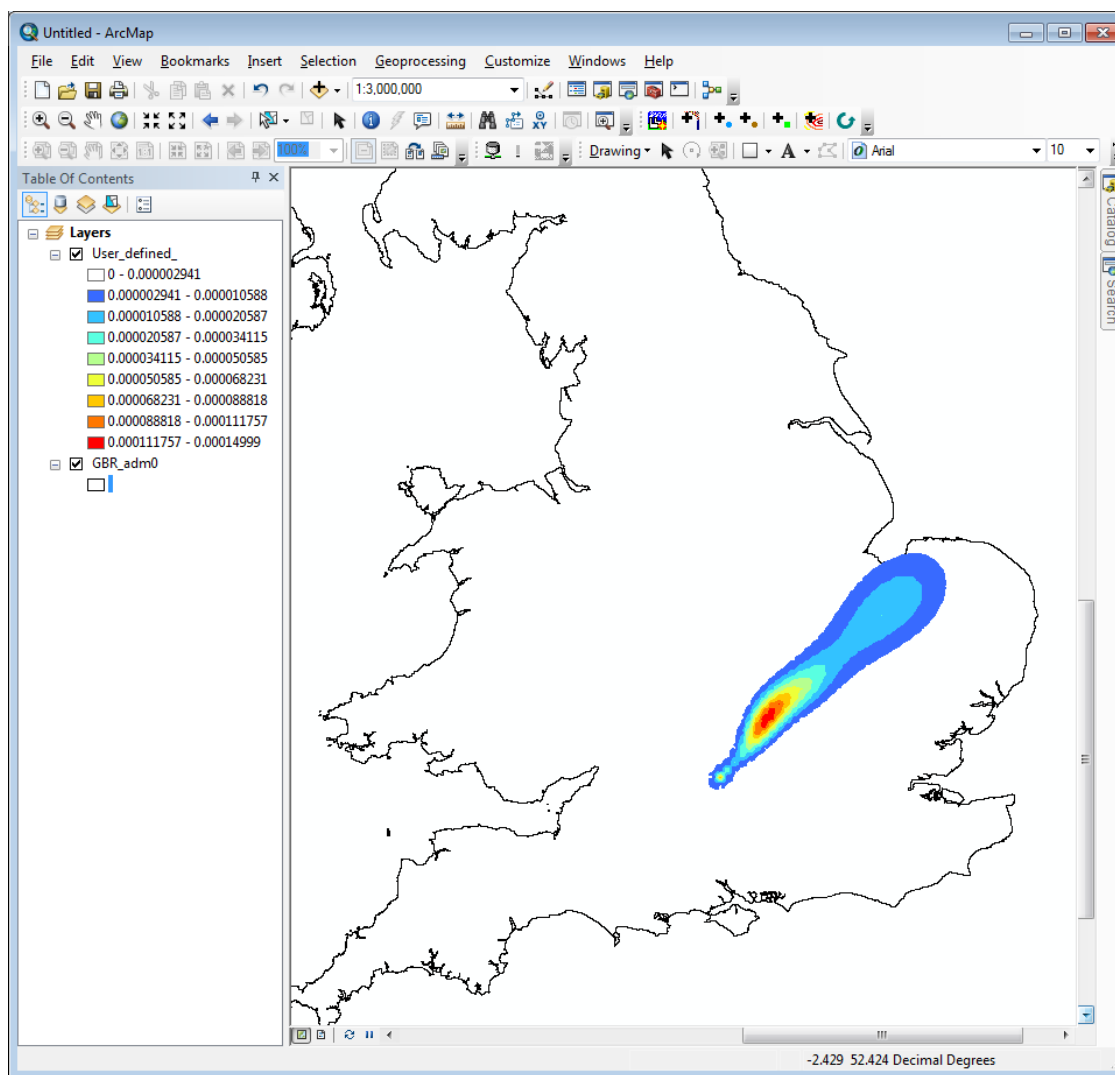 Untitled - ArcMap
File Edit View Bookmarks Insert Selection Geoprocessing Customize Windows Help
1:3,000,000
XY
100% Drawing A Arial 10
Table Of Contents
Layers
User_defined_
0 - 0.000002941
0.000002941 - 0.000010588
0.000010588 - 0.000020587
0.000020587 - 0.000034115
0.000034115 - 0.000050585
0.000050585 - 0.000068231
0.000068231 - 0.000088818
0.000088818 - 0.000111757
0.000111757 - 0.00014999
GBR_adm0
Catalog
Search
-2.429 52.424 Decimal Degrees